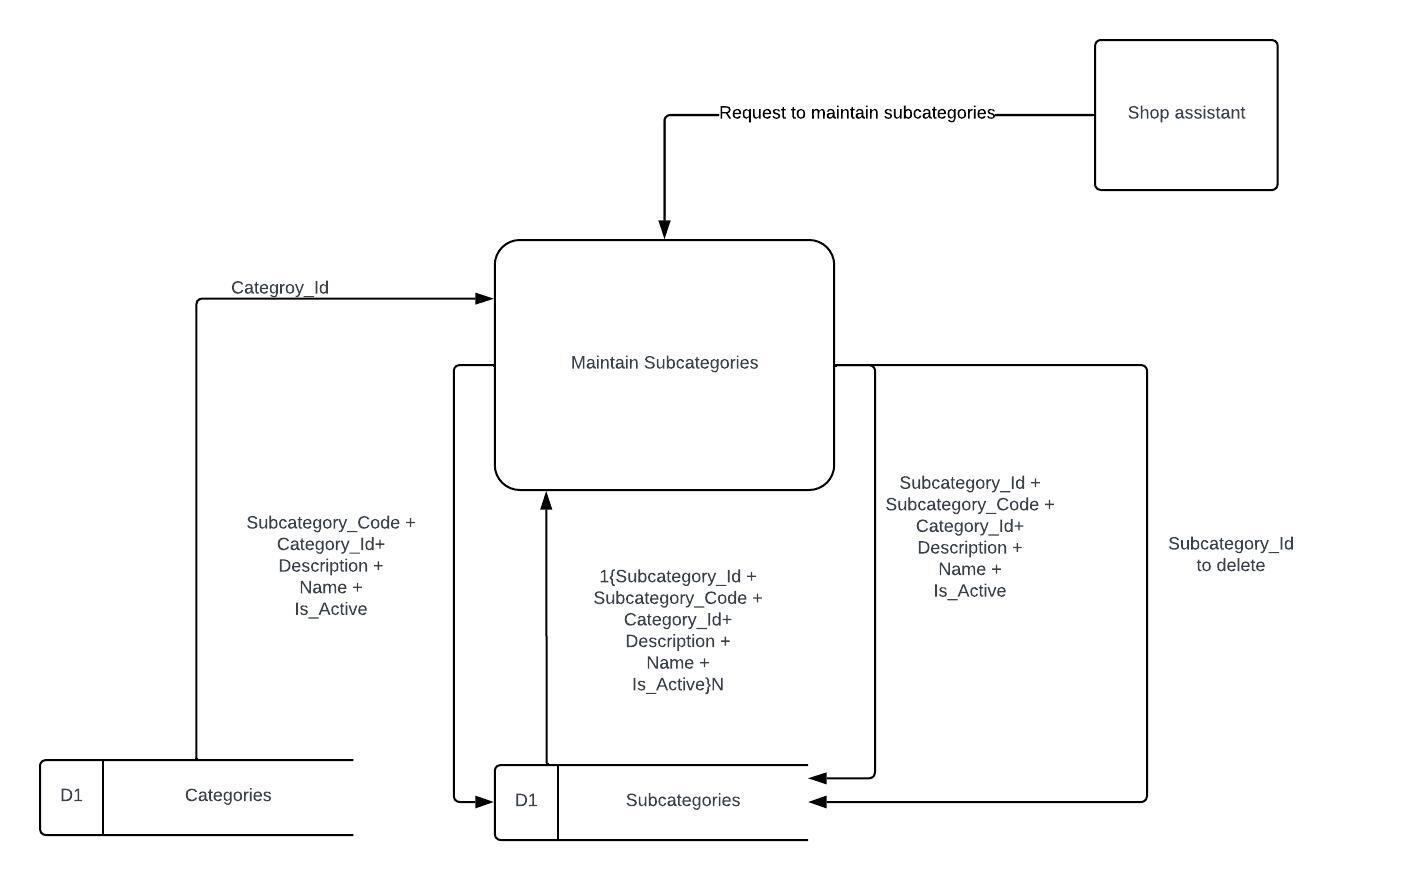 Request to maintain subcategories
Shop assistant
Categroy_Id
Maintain Subcategories
Subcategory_Code +
Category_Id+
Description +
Name +
Is_Active
1{Subcategory_Id +
Subcategory_Code +
Category_Id+
Description +
Name +
Is_Active}N
Subcategory_Id +
Subcategory_Code +
Category_Id+
Description +
Name +
Is_Active
Subcategory_Id
to delete
D1
Categories
D1
Subcategories